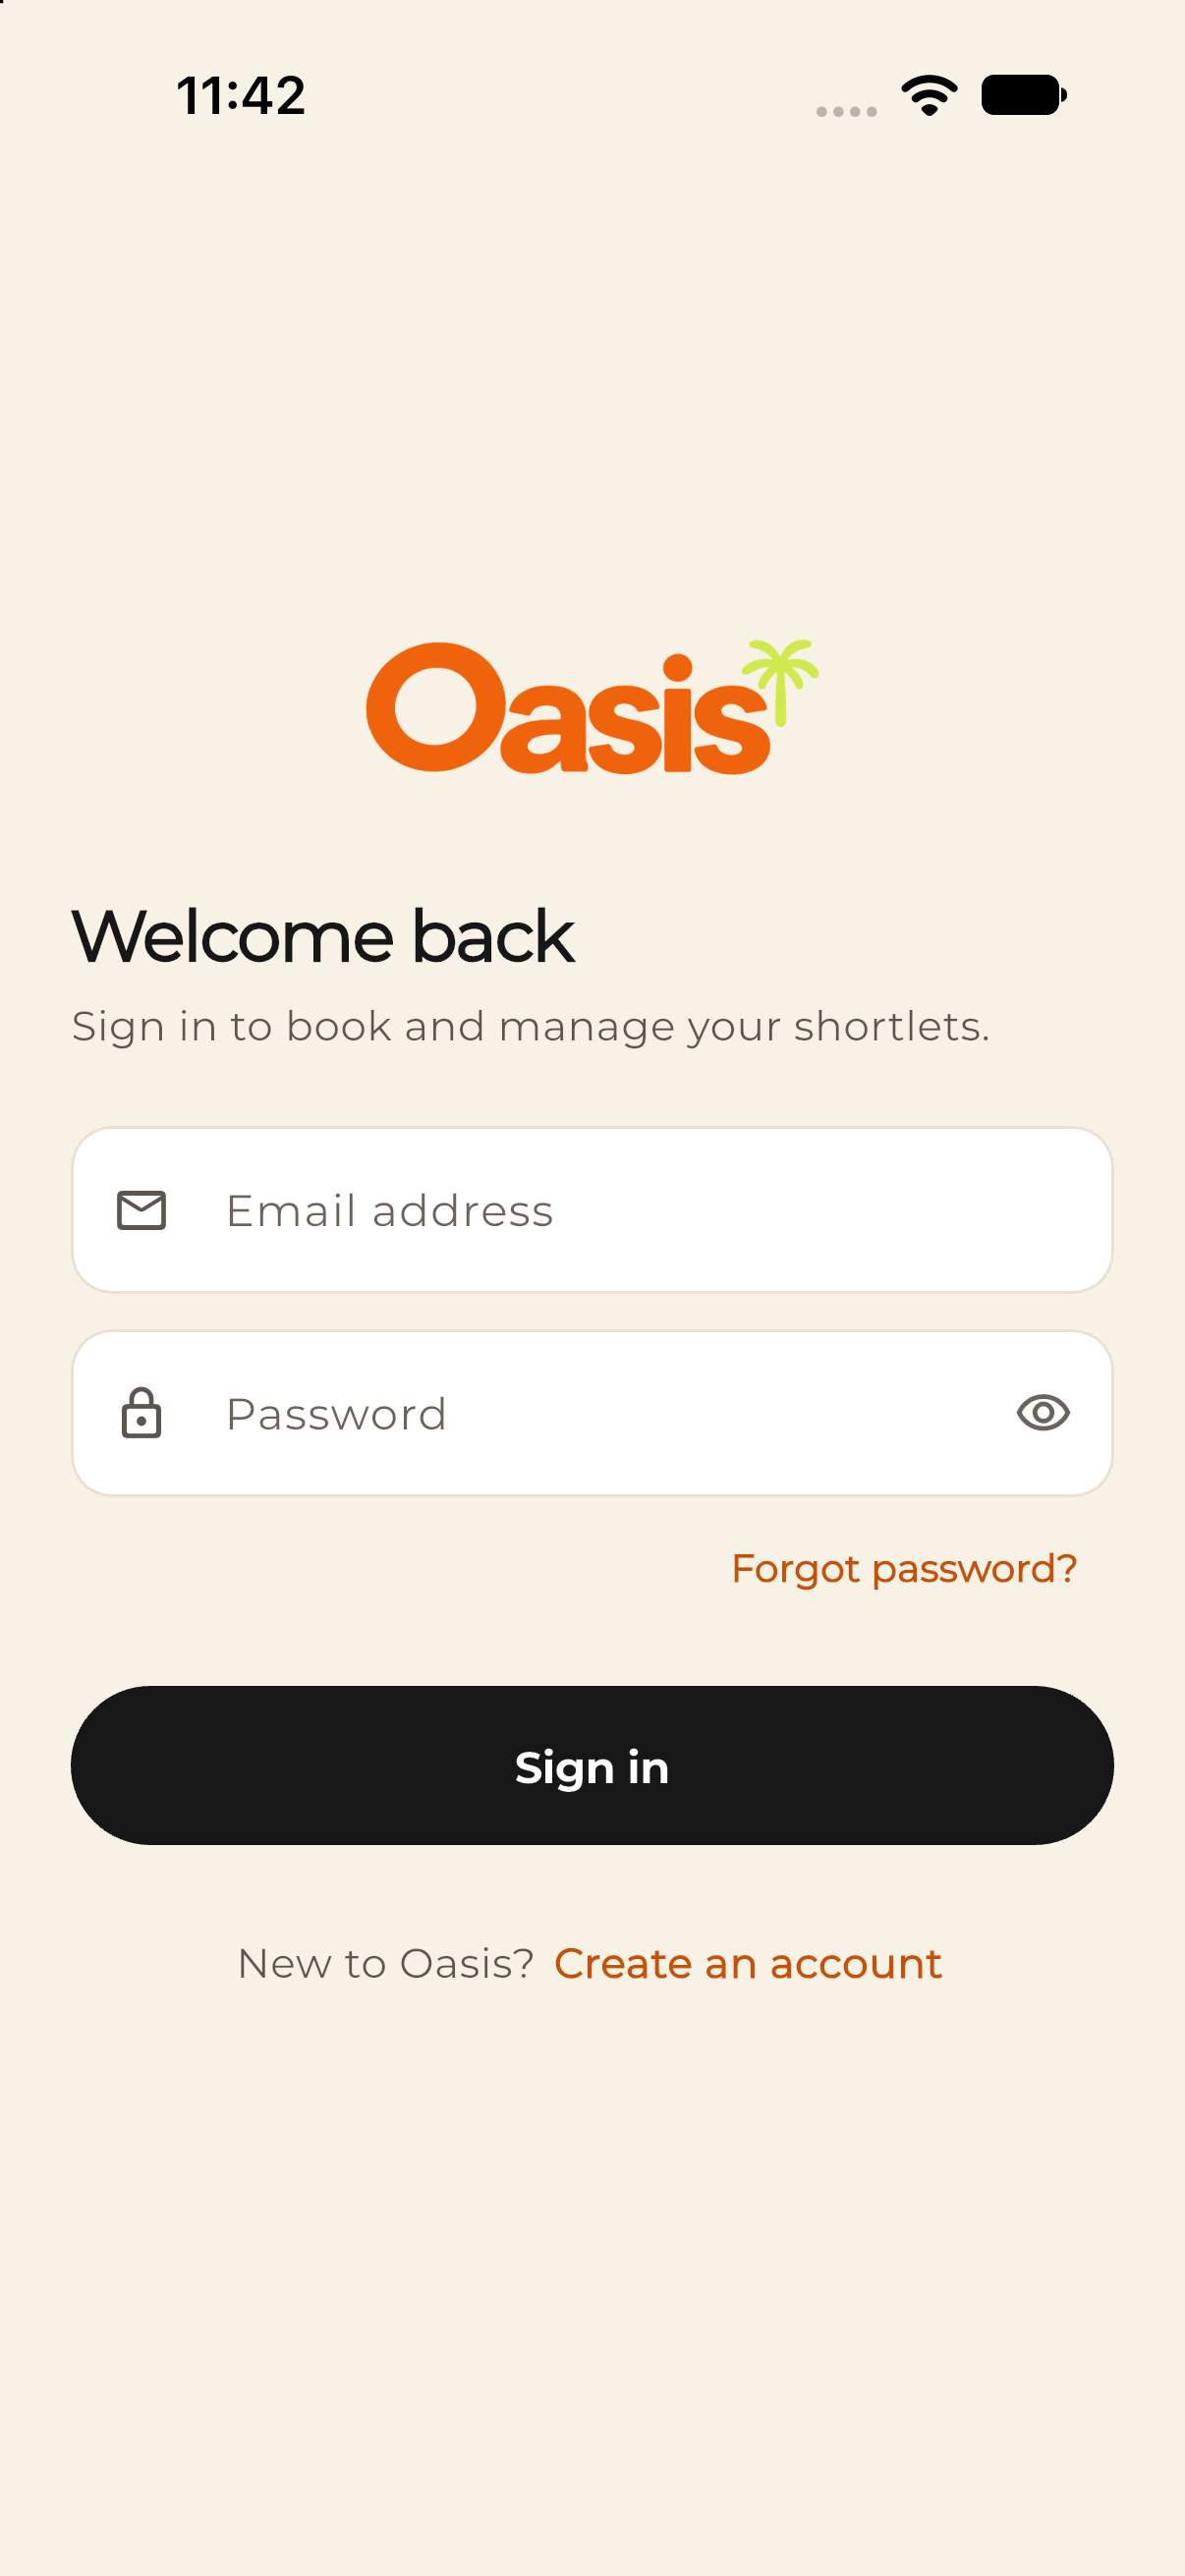 11:42
Oasis
Welcome back
Sign in to book and manage your shortlets.
Email address
Password
Forgot password?
Sign in
New to Oasis? Create an account